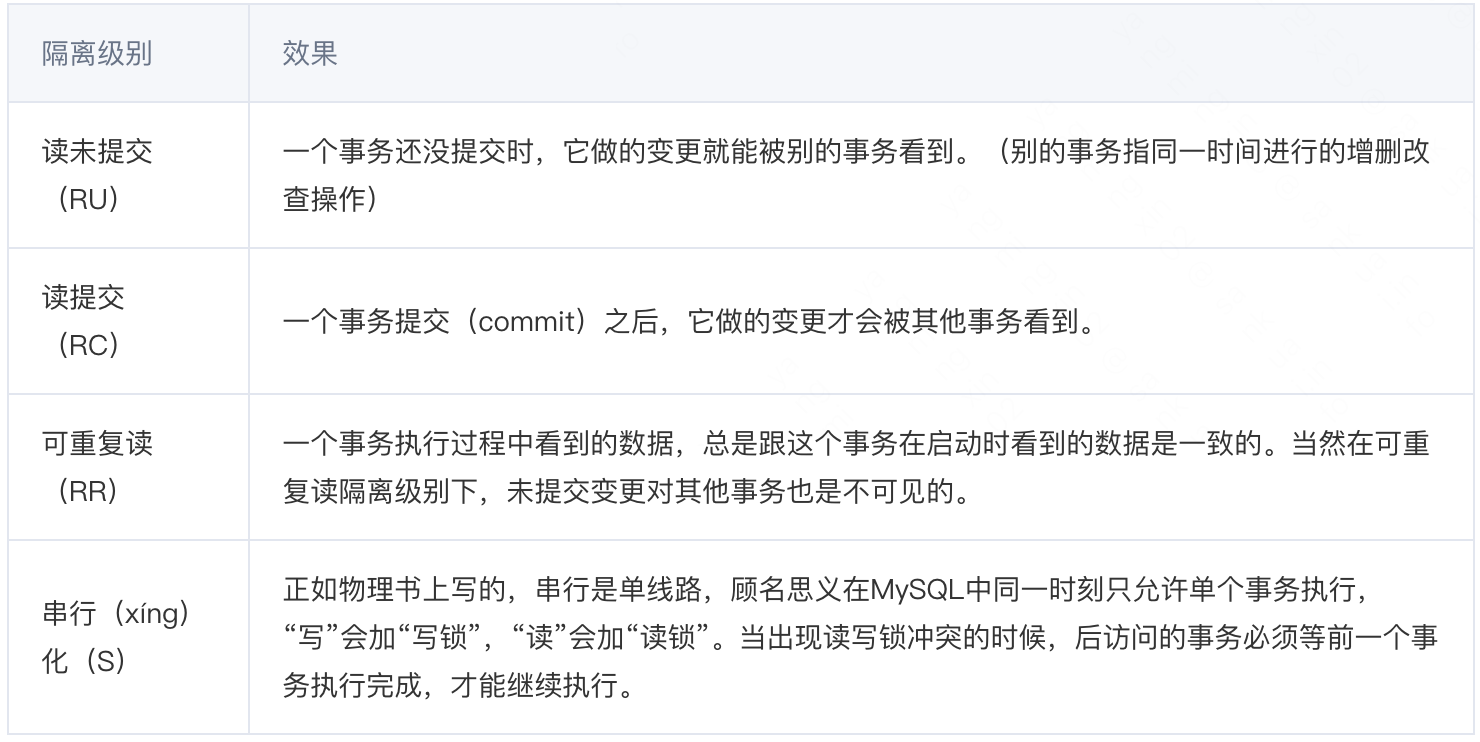 隔离级别
效果
读未提交
（RU）
一个事务还没提交时，它做的变更就能被别的事务看到。（别的事务指同一时间进行的增删改
查操作）
读提交
（RC）
一个事务提交（commit）之后，它做的变更才会被其他事务看到。
可重复读
（RR）
一个事务执行过程中看到的数据，总是跟这个事务在启动时看到的数据是一致的。当然在可重
复读隔离级别下，未提交变更对其他事务也是不可见的。
串行（xíng）
化（S）
正如物理书上写的，串行是单线路，顾名思义在MySQL中同一时刻只允许单个事务执行，
“写”会加“写锁”，“读”会加“读锁”。当出现读写锁冲突的时候，后访问的事务必须等前一个事
务执行完成，才能继续执行。